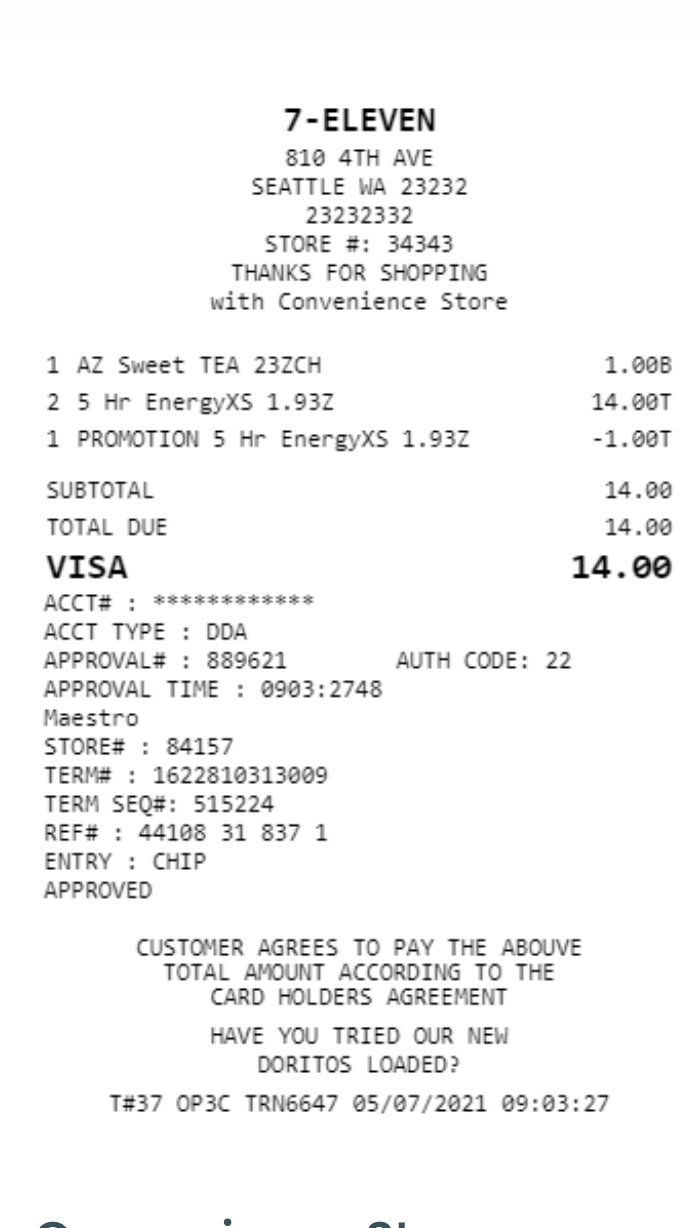 7-ELEVEN
810 4TH AVE
SEATTLE WA 23232
23232332
STORE #: 34343
THANKS FOR SHOPPING
with Convenience Store
1 AZ Sweet TEA 23ZCH 1.00B
2 5 Hr EnergyXS 1.93Z 14.00T
1 PROMOTION 5 Hr EnergyXS 1.93Z -1.00T
SUBTOTAL 14.00
TOTAL DUE 14.00
VISA 14.00
ACCT# : ************
ACCT TYPE : DDA
APPROVAL# : 889621 AUTH CODE: 22
APPROVAL TIME : 0903:2748
Maestro
STORE# : 84157
TERM# : 1622810313009
TERM SEQ#: 515224
REF# : 44108 31 837 1
ENTRY : CHIP
APPROVED
CUSTOMER AGREES TO PAY THE ABOUVE
TOTAL AMOUNT ACCORDING TO THE
CARD HOLDERS AGREEMENT
HAVE YOU TRIED OUR NEW
DORITOS LOADED?
T#37 OP3C TRN6647 05/07/2021 09:03:27